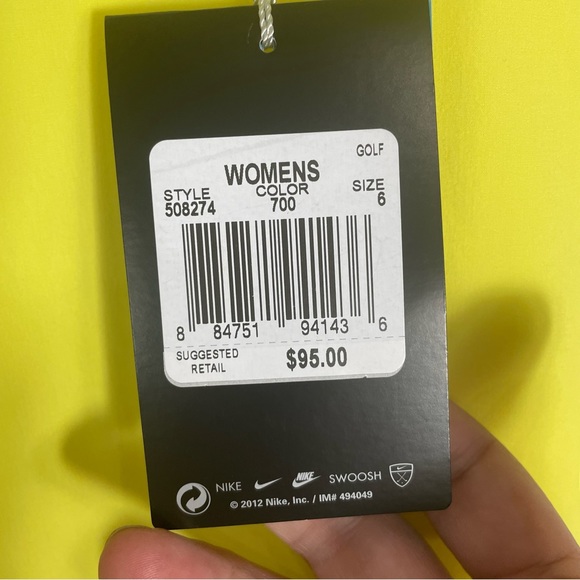 GOLF
WOMENS
STYLE COLOR SIZE
508274 700 6
8 84751 94143 6
SUGGESTED
RETAIL $95.00
NIKE NIKE SWOOSH
© 2012 Nike, Inc. / IM# 494049